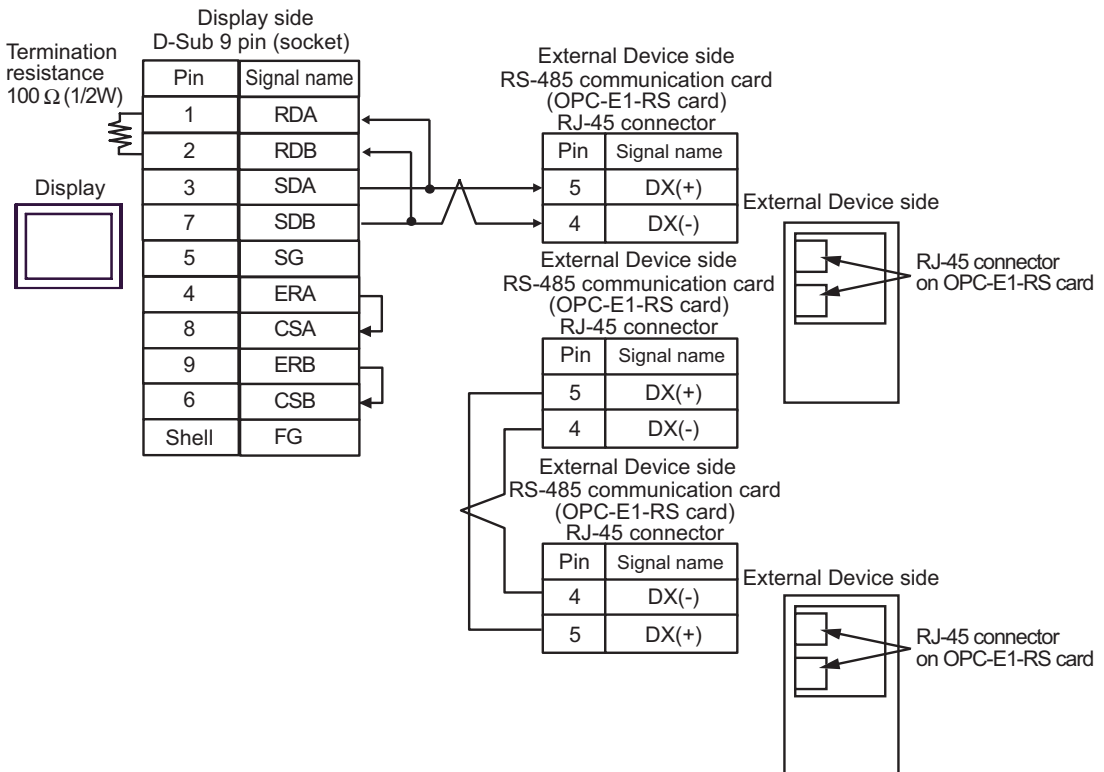 Display side
D-Sub 9 pin (socket)
Termination
resistance
100 Ω (1/2W)
Pin Signal name
1 RDA
2 RDB
3 SDA
7 SDB
5 SG
4 ERA
8 CSA
9 ERB
6 CSB
Shell FG
Display
External Device side
RS-485 communication card
(OPC-E1-RS card)
RJ-45 connector
Pin Signal name
5 DX(+)
4 DX(-)
External Device side
RJ-45 connector
on OPC-E1-RS card
External Device side
RS-485 communication card
(OPC-E1-RS card)
RJ-45 connector
Pin Signal name
5 DX(+)
4 DX(-)
External Device side
RS-485 communication card
(OPC-E1-RS card)
RJ-45 connector
Pin Signal name
4 DX(-)
5 DX(+)
External Device side
RJ-45 connector
on OPC-E1-RS card